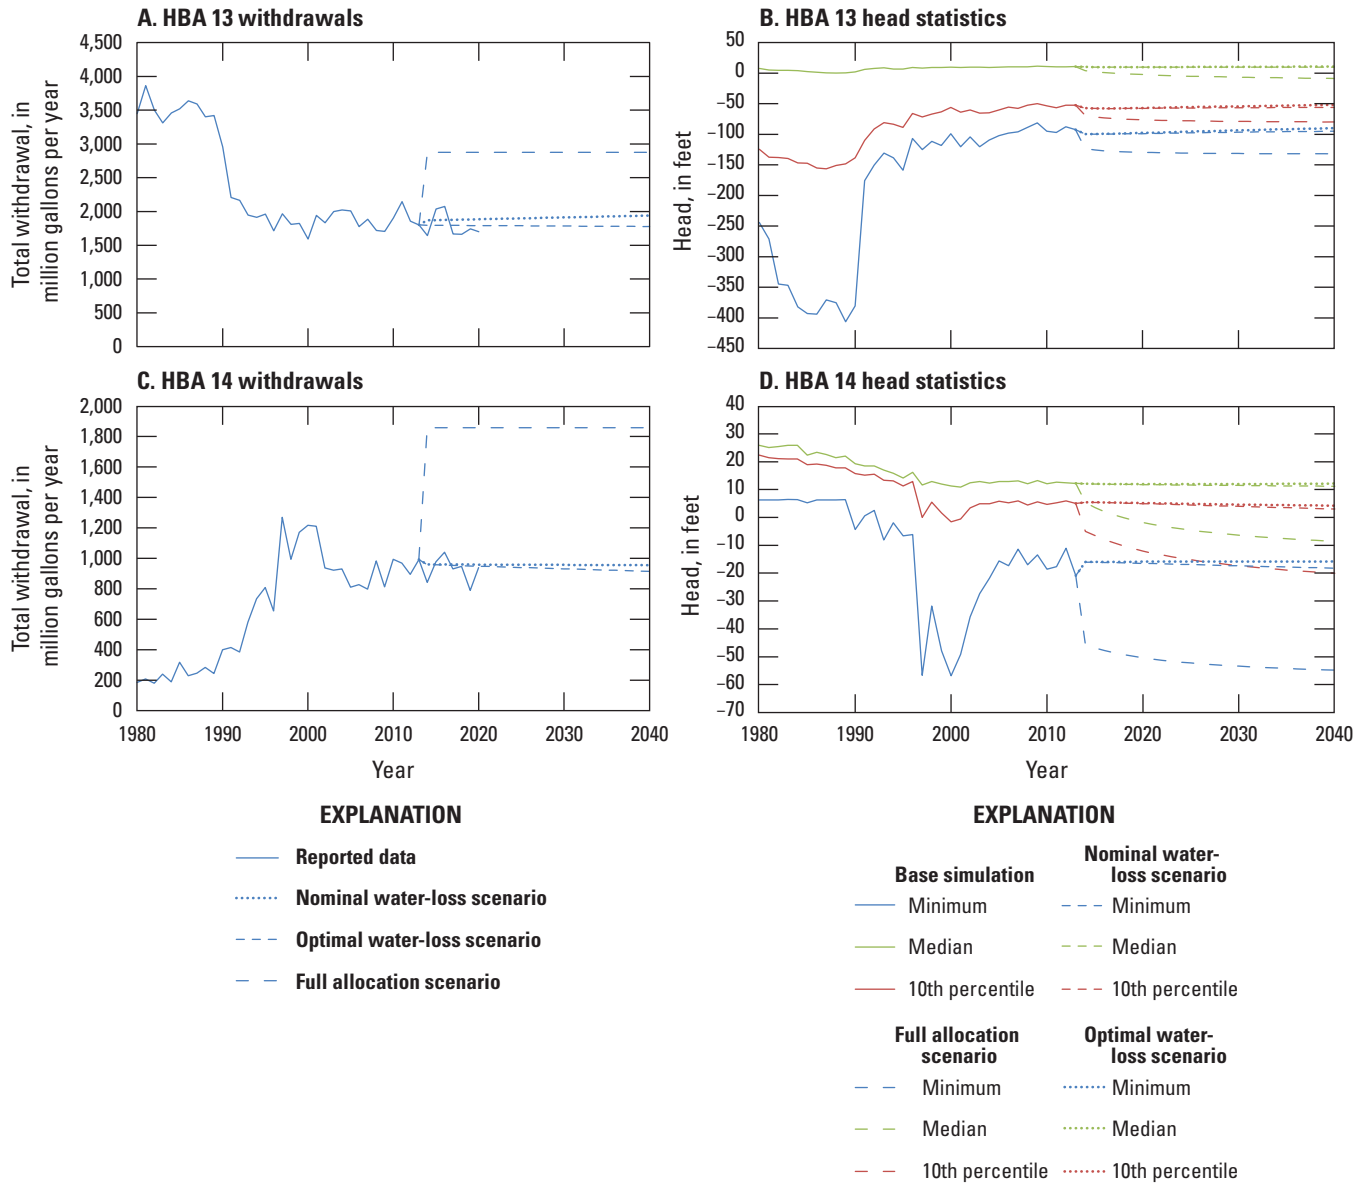 A. HBA 13 withdrawals
Total withdrawal, in
million gallons per year
4,500
4,000
3,500
3,000
2,500
2,000
1,500
1,000
500
0
B. HBA 13 head statistics
Head, in feet
50
0
–50
–100
–150
–200
–250
–300
–350
–400
–450
C. HBA 14 withdrawals
Total withdrawal, in
million gallons per year
2,000
1,800
1,600
1,400
1,200
1,000
800
600
400
200
0
1980 1990 2000 2010 2020 2030 2040
Year
D. HBA 14 head statistics
Head, in feet
40
30
20
10
0
–10
–20
–30
–40
–50
–60
–70
1980 1990 2000 2010 2020 2030 2040
Year
EXPLANATION
Reported data
Nominal water-loss scenario
Optimal water-loss scenario
Full allocation scenario
EXPLANATION
Base simulation
Minimum
Median
10th percentile
Nominal water-
loss scenario
Minimum
Median
10th percentile
Full allocation
scenario
Minimum
Median
10th percentile
Optimal water-
loss scenario
Minimum
Median
10th percentile